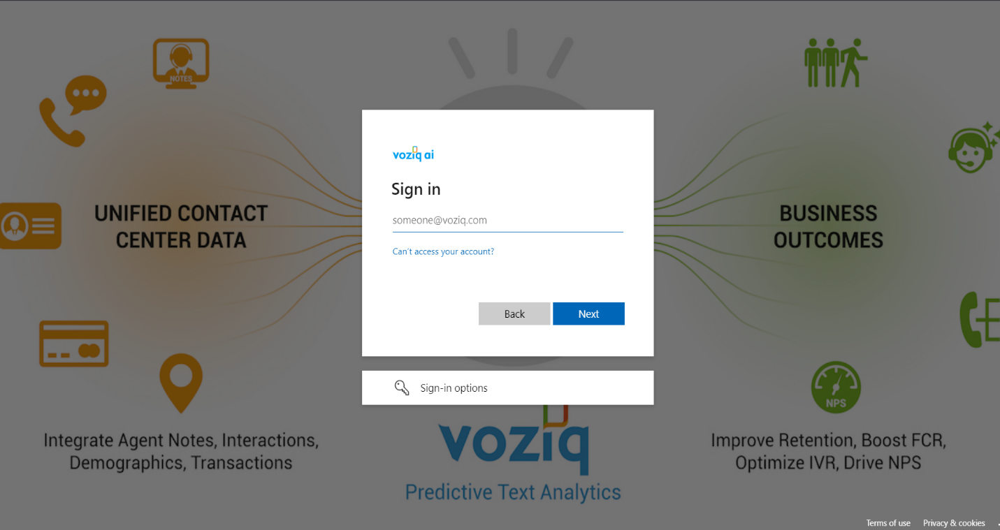 NOTES
UNIFIED CONTACT
CENTER DATA
Integrate Agent Notes, Interactions,
Demographics, Transactions
voziq ai
Sign in
someone@voziq.com
Can't access your account?
Back
Next
Sign-in options
voziq
Predictive Text Analytics
BUSINESS
OUTCOMES
NPS
Improve Retention, Boost FCR,
Optimize IVR, Drive NPS
Terms of use
Privacy & cookies